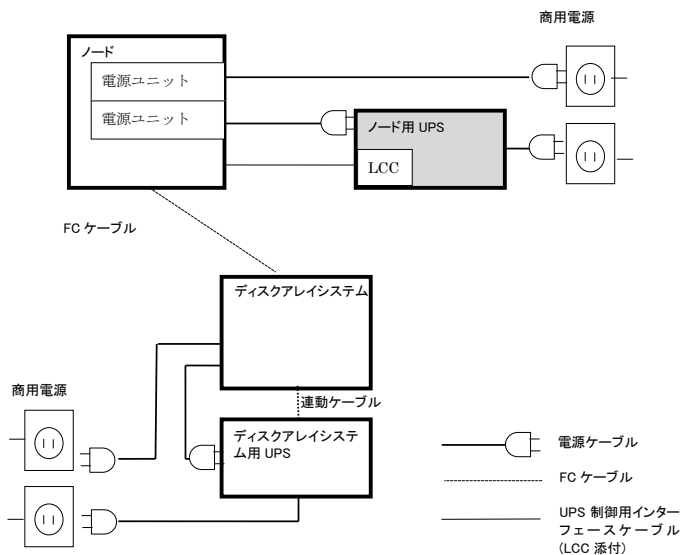 商用電源
ノード
電源ユニット
電源ユニット
ノード用 UPS
LCC
FC ケーブル
ディスクアレイシステム
商用電源
連動ケーブル
ディスクアレイシステ
ム用 UPS
電源ケーブル
FC ケーブル
UPS 制御用インター
フェースケーブル
(LCC 添付)